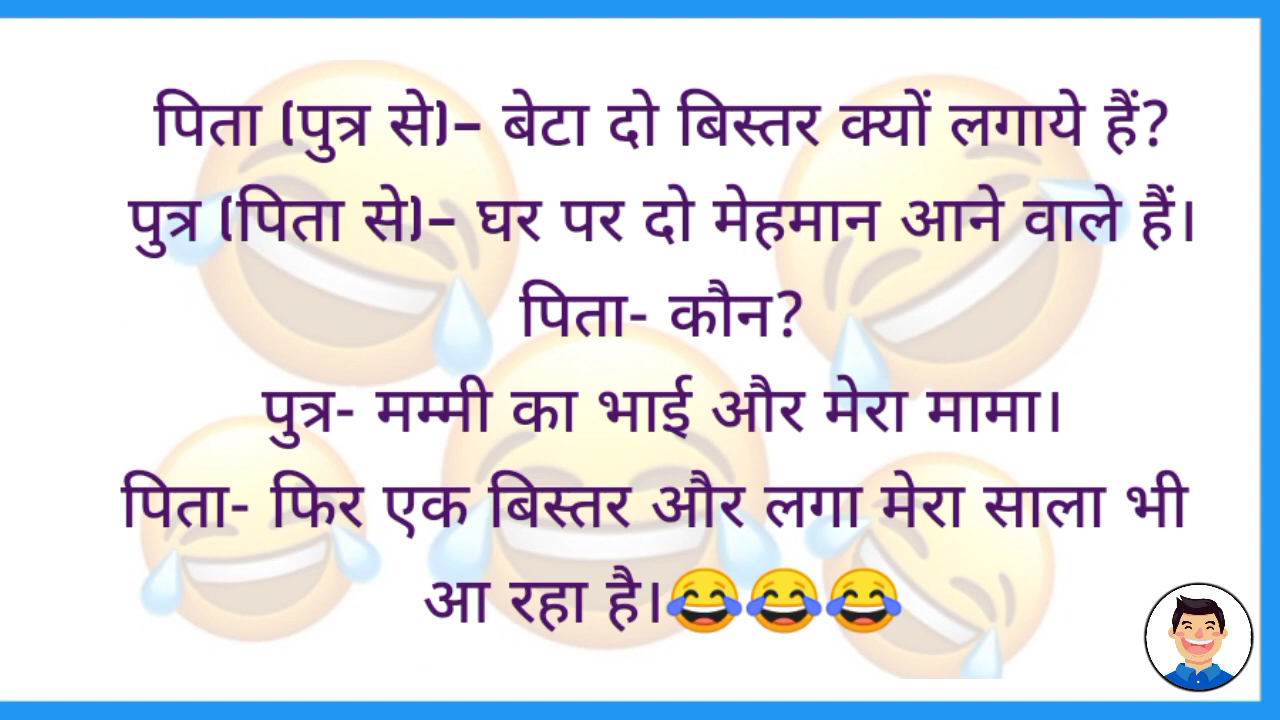 पिता (पुत्र से)– बेटा दो बिस्तर क्यों लगाये हैं?
पुत्र (पिता से)– घर पर दो मेहमान आने वाले हैं।
पिता- कौन?
पुत्र- मम्मी का भाई और मेरा मामा।
पिता- फिर एक बिस्तर और लगा मेरा साला भी
आ रहा है।😂😂😂